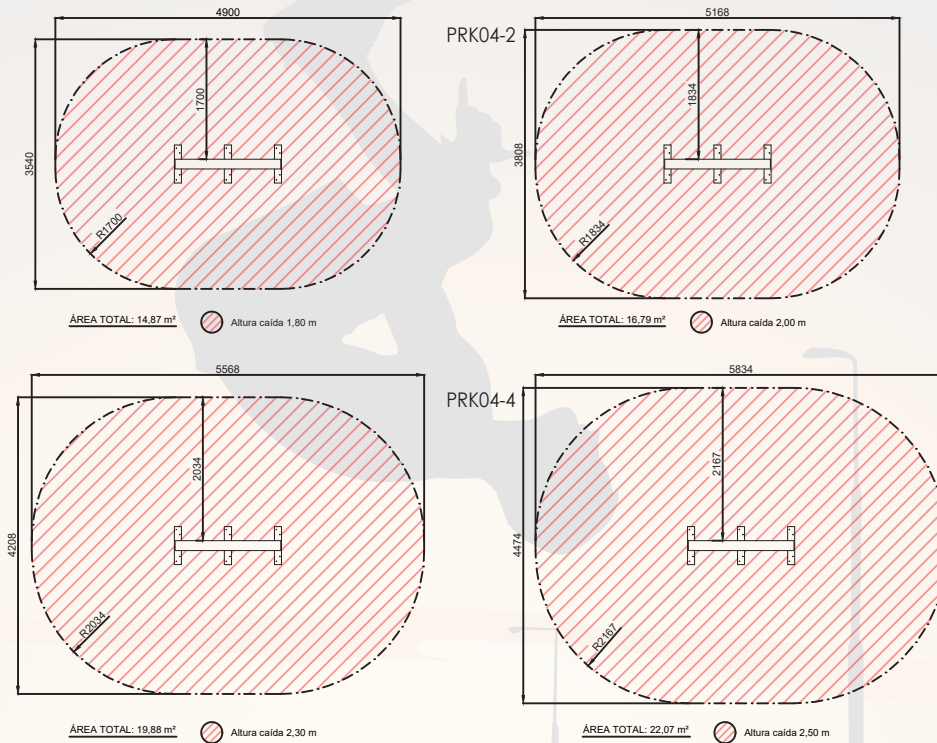 4900
3540
1700
R1700
ÁREA TOTAL: 14,87 m²
Altura caída 1,80 m
PRK04-2
5168
3808
1834
R1834
ÁREA TOTAL: 16,79 m²
Altura caída 2,00 m
5568
4208
2034
R2034
ÁREA TOTAL: 19,88 m²
Altura caída 2,30 m
PRK04-4
5834
4474
2167
R2167
ÁREA TOTAL: 22,07 m²
Altura caída 2,50 m